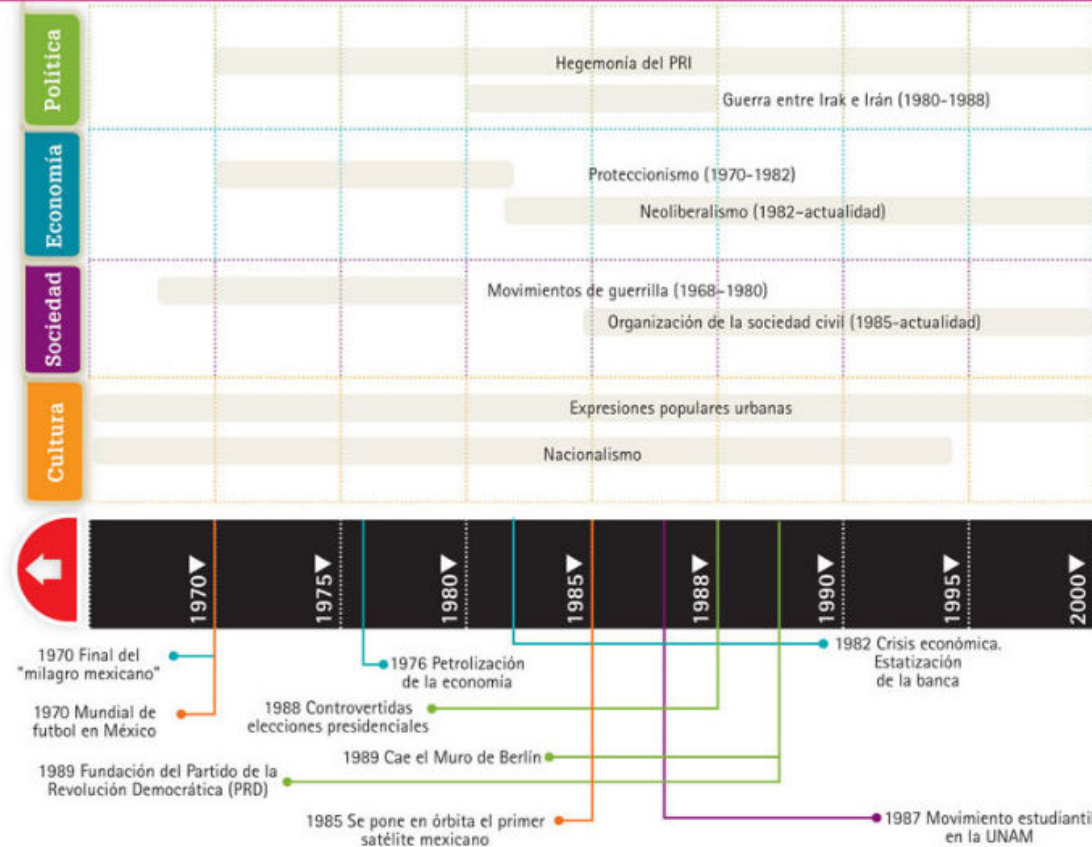 Política
Hegemonía del PRI
Guerra entre Irak e Irán (1980-1988)
Economía
Proteccionismo (1970-1982)
Neoliberalismo (1982-actualidad)
Sociedad
Movimientos de guerrilla (1968-1980)
Organización de la sociedad civil (1985-actualidad)
Cultura
Expresiones populares urbanas
Nacionalismo
1970
1975
1980
1985
1988
1990
1995
2000
1970 Final del
"milagro mexicano"
1970 Mundial de
futbol en México
1976 Petrolización
de la economía
1982 Crisis económica.
Estatización
de la banca
1988 Controvertidas
elecciones presidenciales
1989 Cae el Muro de Berlín
1989 Fundación del Partido de la
Revolución Democrática (PRD)
1985 Se pone en órbita el primer
satélite mexicano
1987 Movimiento estudiantil
en la UNAM